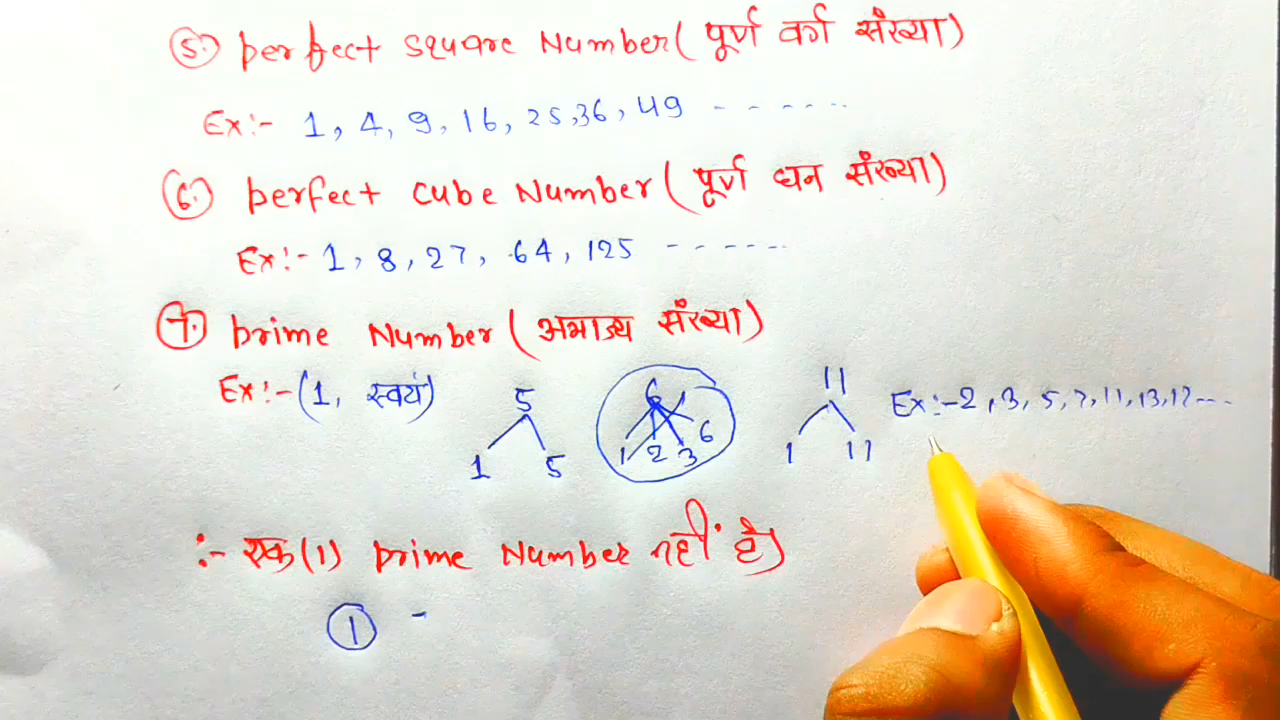 5. perfect square Number (पूर्ण वर्ग संख्या)
Ex:- 1, 4, 9, 16, 25, 36, 49 - - - - - -
6. perfect cube Number (पूर्ण घन संख्या)
Ex:- 1, 8, 27, 64, 125 - - - - - -
7. prime Number (अभाज्य संख्या)
Ex:- (1, स्वयं) 5 6 11 Ex:- 2, 3, 5, 7, 11, 13, 17 ---
1 5 1 2 3 6 1 11
:- एक (1) prime Number नहीं है)
1 -